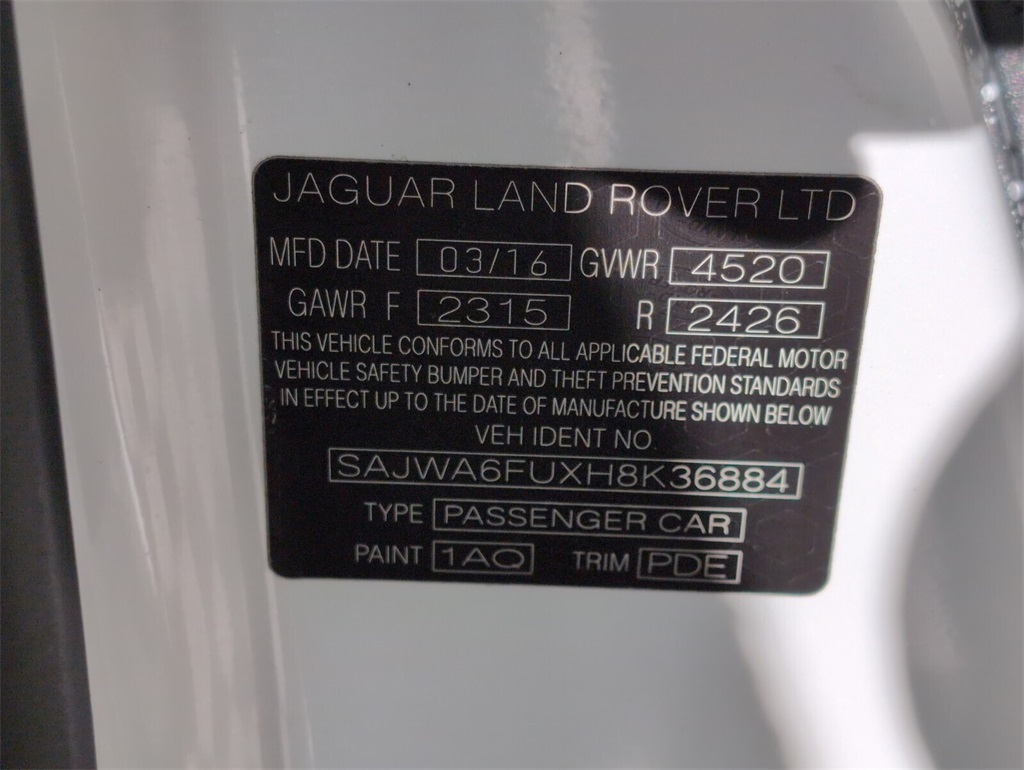 JAGUAR LAND ROVER LTD
MFD DATE 03/16 GVWR 4520
GAWR F 2315 R 2426
THIS VEHICLE CONFORMS TO ALL APPLICABLE FEDERAL MOTOR
VEHICLE SAFETY BUMPER AND THEFT PREVENTION STANDARDS
IN EFFECT UP TO THE DATE OF MANUFACTURE SHOWN BELOW
VEH IDENT NO.
SAJWA6FUXH8K36884
TYPE PASSENGER CAR
PAINT 1AQ TRIM PDE